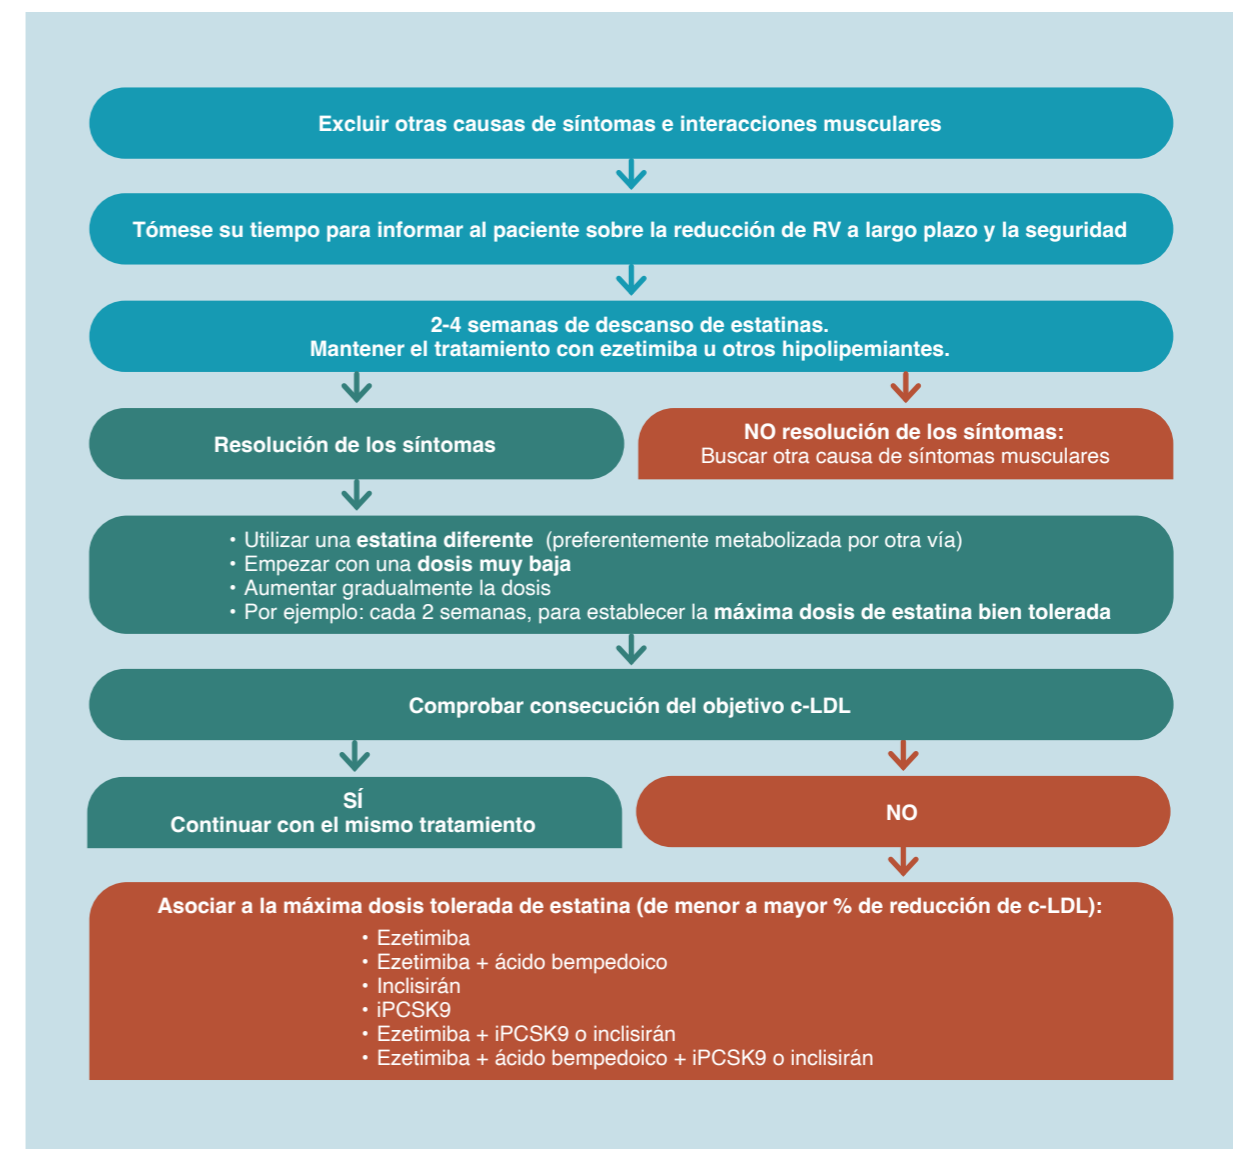 Excluir otras causas de síntomas e interacciones musculares
Tómese su tiempo para informar al paciente sobre la reducción de RV a largo plazo y la seguridad
2-4 semanas de descanso de estatinas.
Mantener el tratamiento con ezetimiba u otros hipolipemiantes.
Resolución de los síntomas
NO resolución de los síntomas:
Buscar otra causa de síntomas musculares
• Utilizar una estatina diferente (preferentemente metabolizada por otra vía)
• Empezar con una dosis muy baja
• Aumentar gradualmente la dosis
• Por ejemplo: cada 2 semanas, para establecer la máxima dosis de estatina bien tolerada
Comprobar consecución del objetivo c-LDL
SÍ
Continuar con el mismo tratamiento
NO
Asociar a la máxima dosis tolerada de estatina (de menor a mayor % de reducción de c-LDL):
• Ezetimiba
• Ezetimiba + ácido bempedoico
• Inclisirán
• iPCSK9
• Ezetimiba + iPCSK9 o inclisirán
• Ezetimiba + ácido bempedoico + iPCSK9 o inclisirán